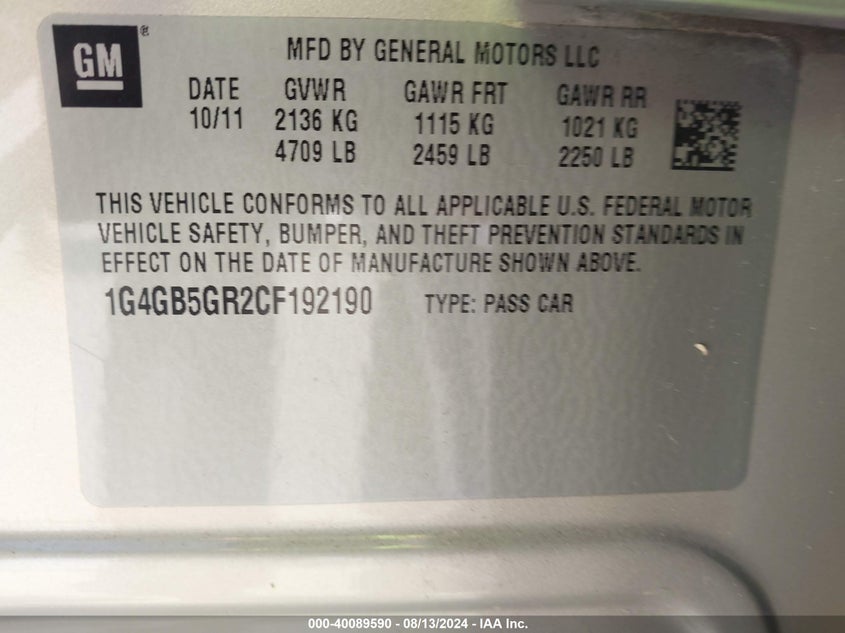 GM®
MFD BY GENERAL MOTORS LLC
DATE GVWR GAWR FRT GAWR RR
10/11 2136 KG 1115 KG 1021 KG
4709 LB 2459 LB 2250 LB
THIS VEHICLE CONFORMS TO ALL APPLICABLE U.S. FEDERAL MOTOR
VEHICLE SAFETY, BUMPER, AND THEFT PREVENTION STANDARDS IN
EFFECT ON THE DATE OF MANUFACTURE SHOWN ABOVE.
1G4GB5GR2CF192190 TYPE: PASS CAR
000-40089590 - 08/13/2024 - IAA Inc.